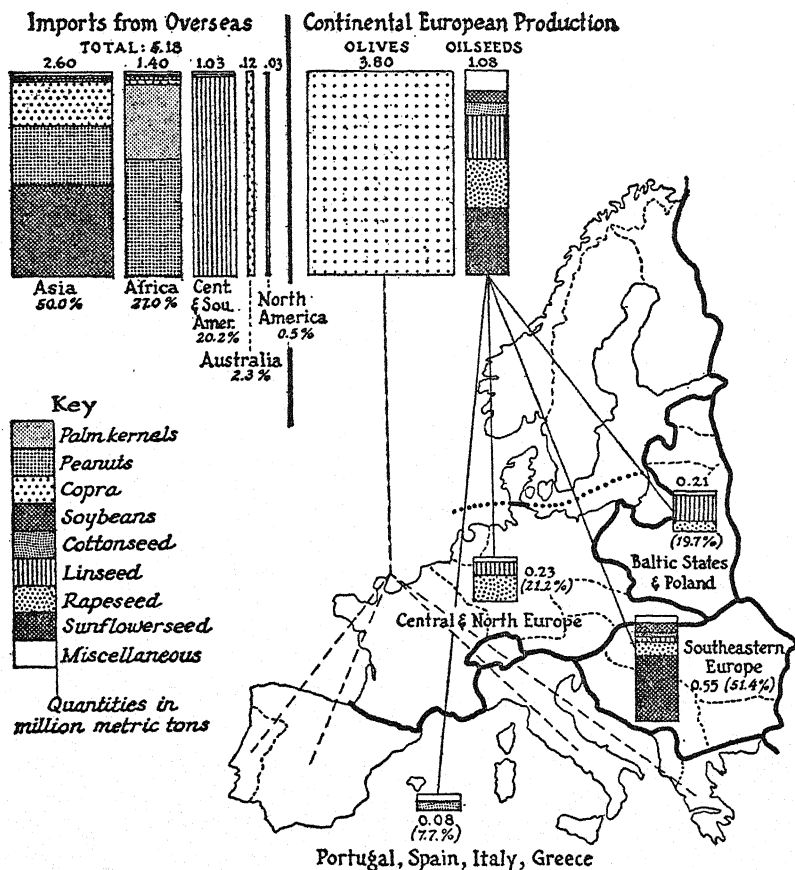 Imports from Overseas
TOTAL: 5.18
2.60 1.40 1.03 .12 .03
Asia
50.0%
Africa
27.0%
Cent.
& Sou.
Amer.
20.2%
North
America
0.5%
Australia
2.3%
Continental European Production
OLIVES OILSEEDS
3.80 1.08
Key
Palm kernels
Peanuts
Copra
Soybeans
Cottonseed
Linseed
Rapeseed
Sunflowerseed
Miscellaneous
Quantities in
million metric tons
0.21
(19.7%)
Baltic States
& Poland
0.23
(21.2%)
Central & North Europe
Southeastern
Europe
0.55 (51.4%)
0.08
(7.7%)
Portugal, Spain, Italy, Greece